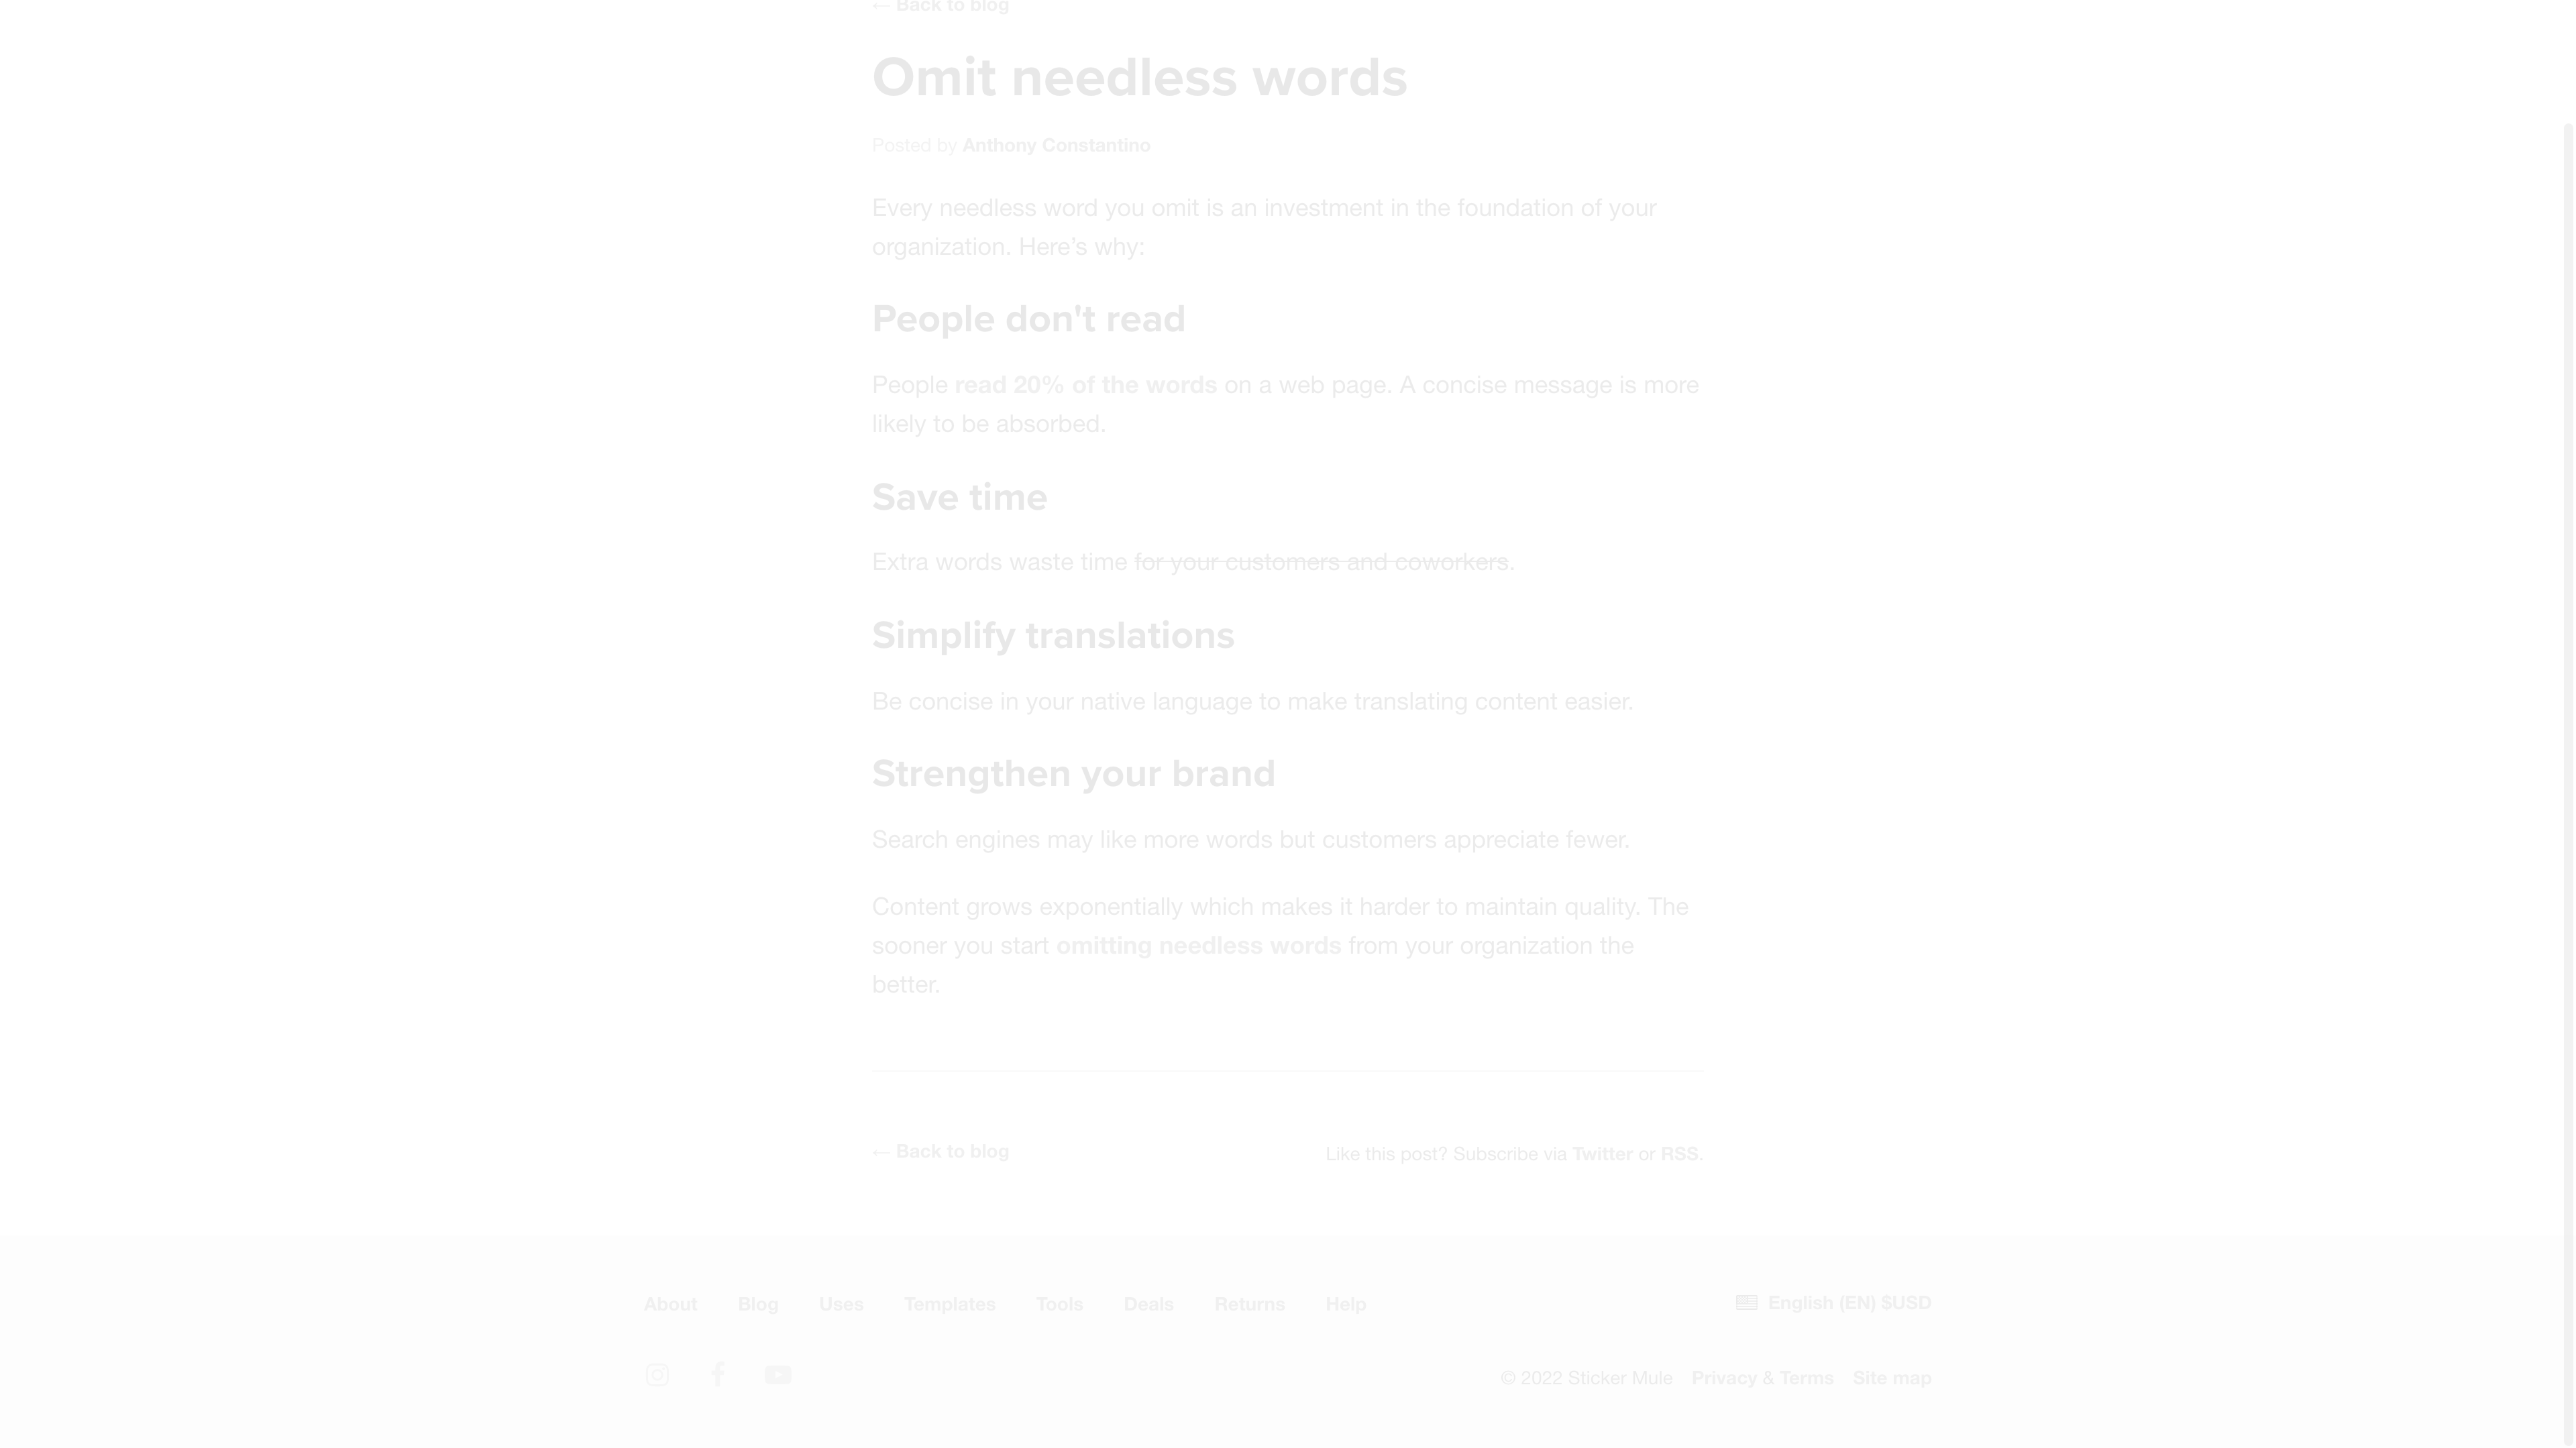 ← Back to blog
Omit needless words
Posted by Anthony Constantino
Every needless word you omit is an investment in the foundation of your
organization. Here’s why:
People don't read
People read 20% of the words on a web page. A concise message is more
likely to be absorbed.
Save time
Extra words waste time for your customers and coworkers.
Simplify translations
Be concise in your native language to make translating content easier.
Strengthen your brand
Search engines may like more words but customers appreciate fewer.
Content grows exponentially which makes it harder to maintain quality. The
sooner you start omitting needless words from your organization the
better.
← Back to blog
Like this post? Subscribe via Twitter or RSS.
About Blog Uses Templates Tools Deals Returns Help
English (EN) $USD
© 2022 Sticker Mule Privacy & Terms Site map